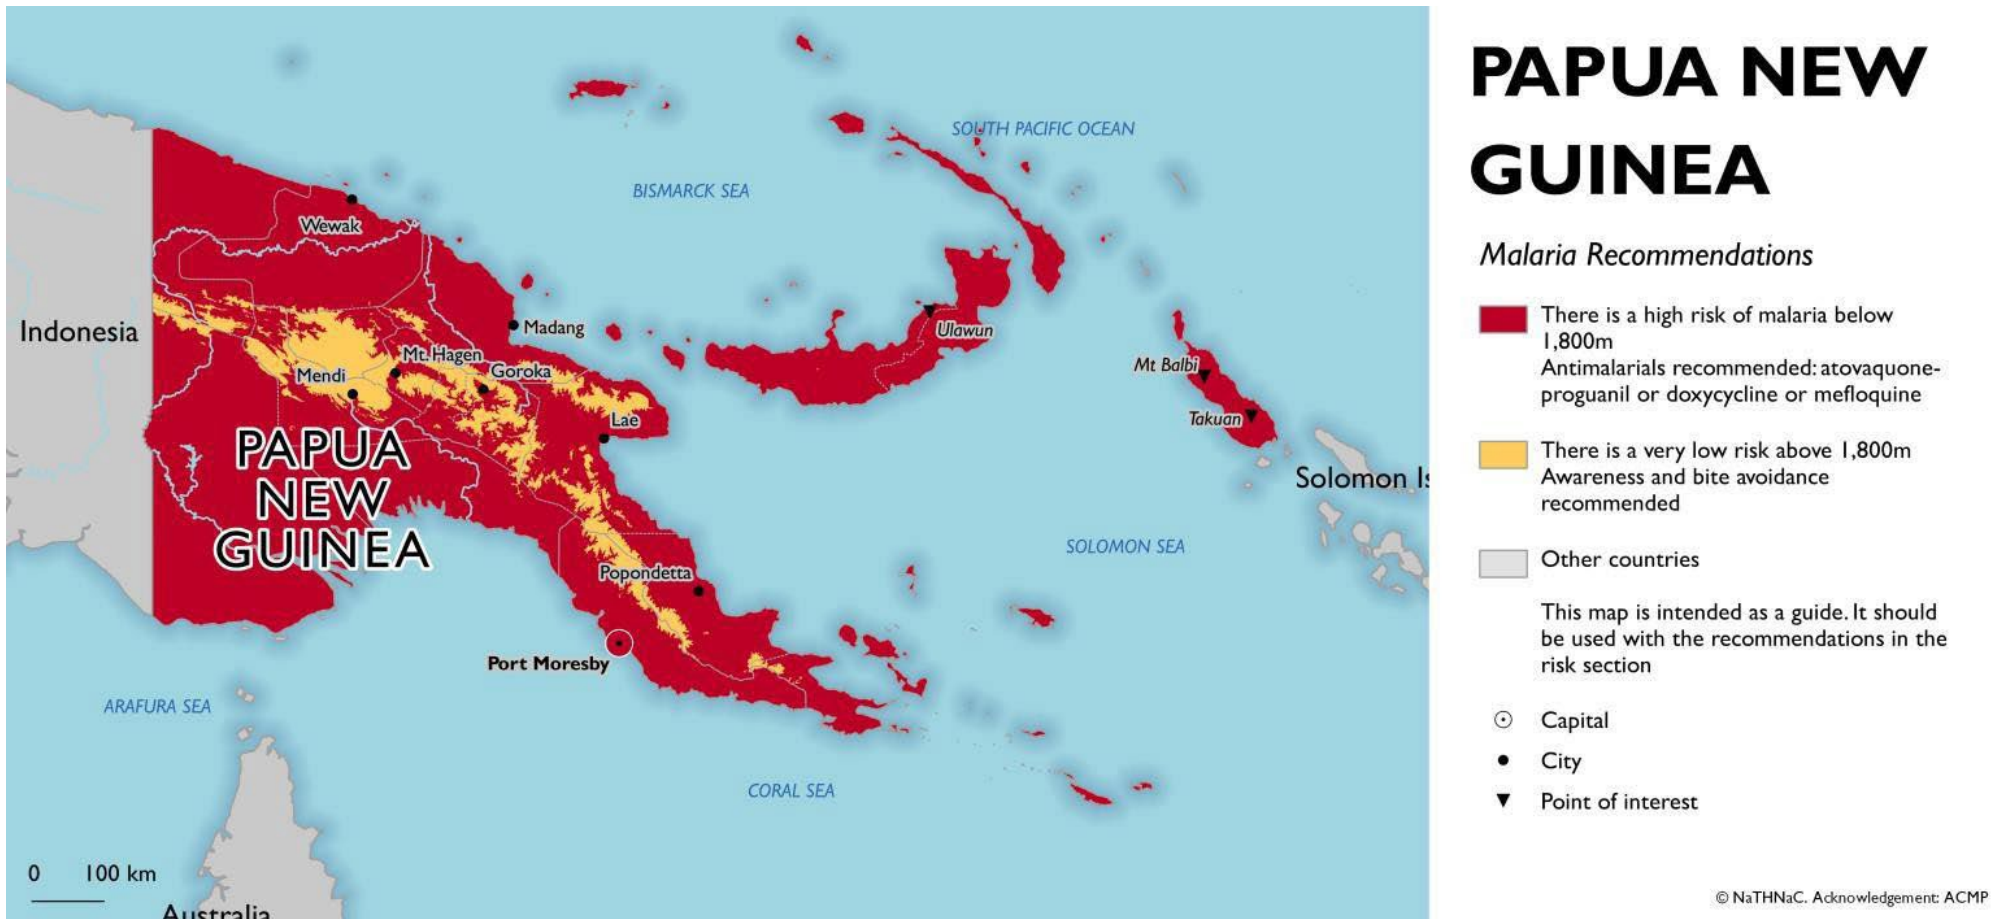 PAPUA NEW
GUINEA
Malaria Recommendations
There is a high risk of malaria below
1,800m
Antimalarials recommended: atovaquone-
proguanil or doxycycline or mefloquine
There is a very low risk above 1,800m
Awareness and bite avoidance
recommended
Other countries
This map is intended as a guide. It should
be used with the recommendations in the
risk section
Capital
City
Point of interest
© NaTHNaC. Acknowledgement: ACMP
SOUTH PACIFIC OCEAN
BISMARCK SEA
Wewak
Indonesia
Madang
Ulawun
Mt. Hagen
Mt Balbi
Mendi
Goroka
Takuan
Lae
PAPUA
NEW
GUINEA
Solomon Is
SOLOMON SEA
Popondetta
Port Moresby
ARAFURA SEA
CORAL SEA
0 100 km
Australia